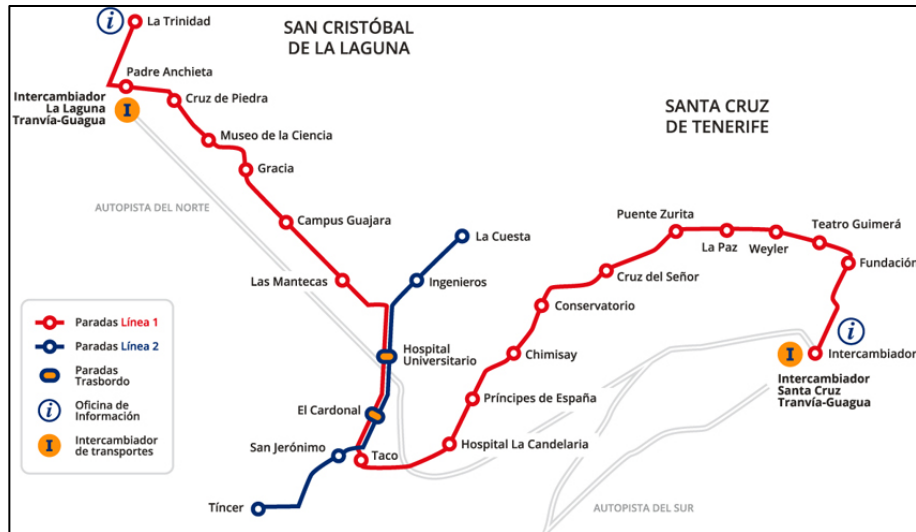 La Trinidad
SAN CRISTÓBAL
DE LA LAGUNA
Padre Anchieta
Intercambiador
La Laguna
Tranvía-Guagua
Cruz de Piedra
SANTA CRUZ
DE TENERIFE
Museo de la Ciencia
Gracia
AUTOPISTA DEL NORTE
Campus Guajara
La Cuesta
Puente Zurita
La Paz
Weyler
Teatro Guimerá
Fundación
Las Mantecas
Ingenieros
Cruz del Señor
Conservatorio
Hospital
Universitario
Chimisay
Intercambiador
Intercambiador
Santa Cruz
Tranvía-Guagua
Príncipes de España
El Cardonal
San Jerónimo
Taco
Hospital La Candelaria
Tíncer
AUTOPISTA DEL SUR
Paradas Línea 1
Paradas Línea 2
Paradas
Trasbordo
Oficina de
Información
Intercambiador
de transportes